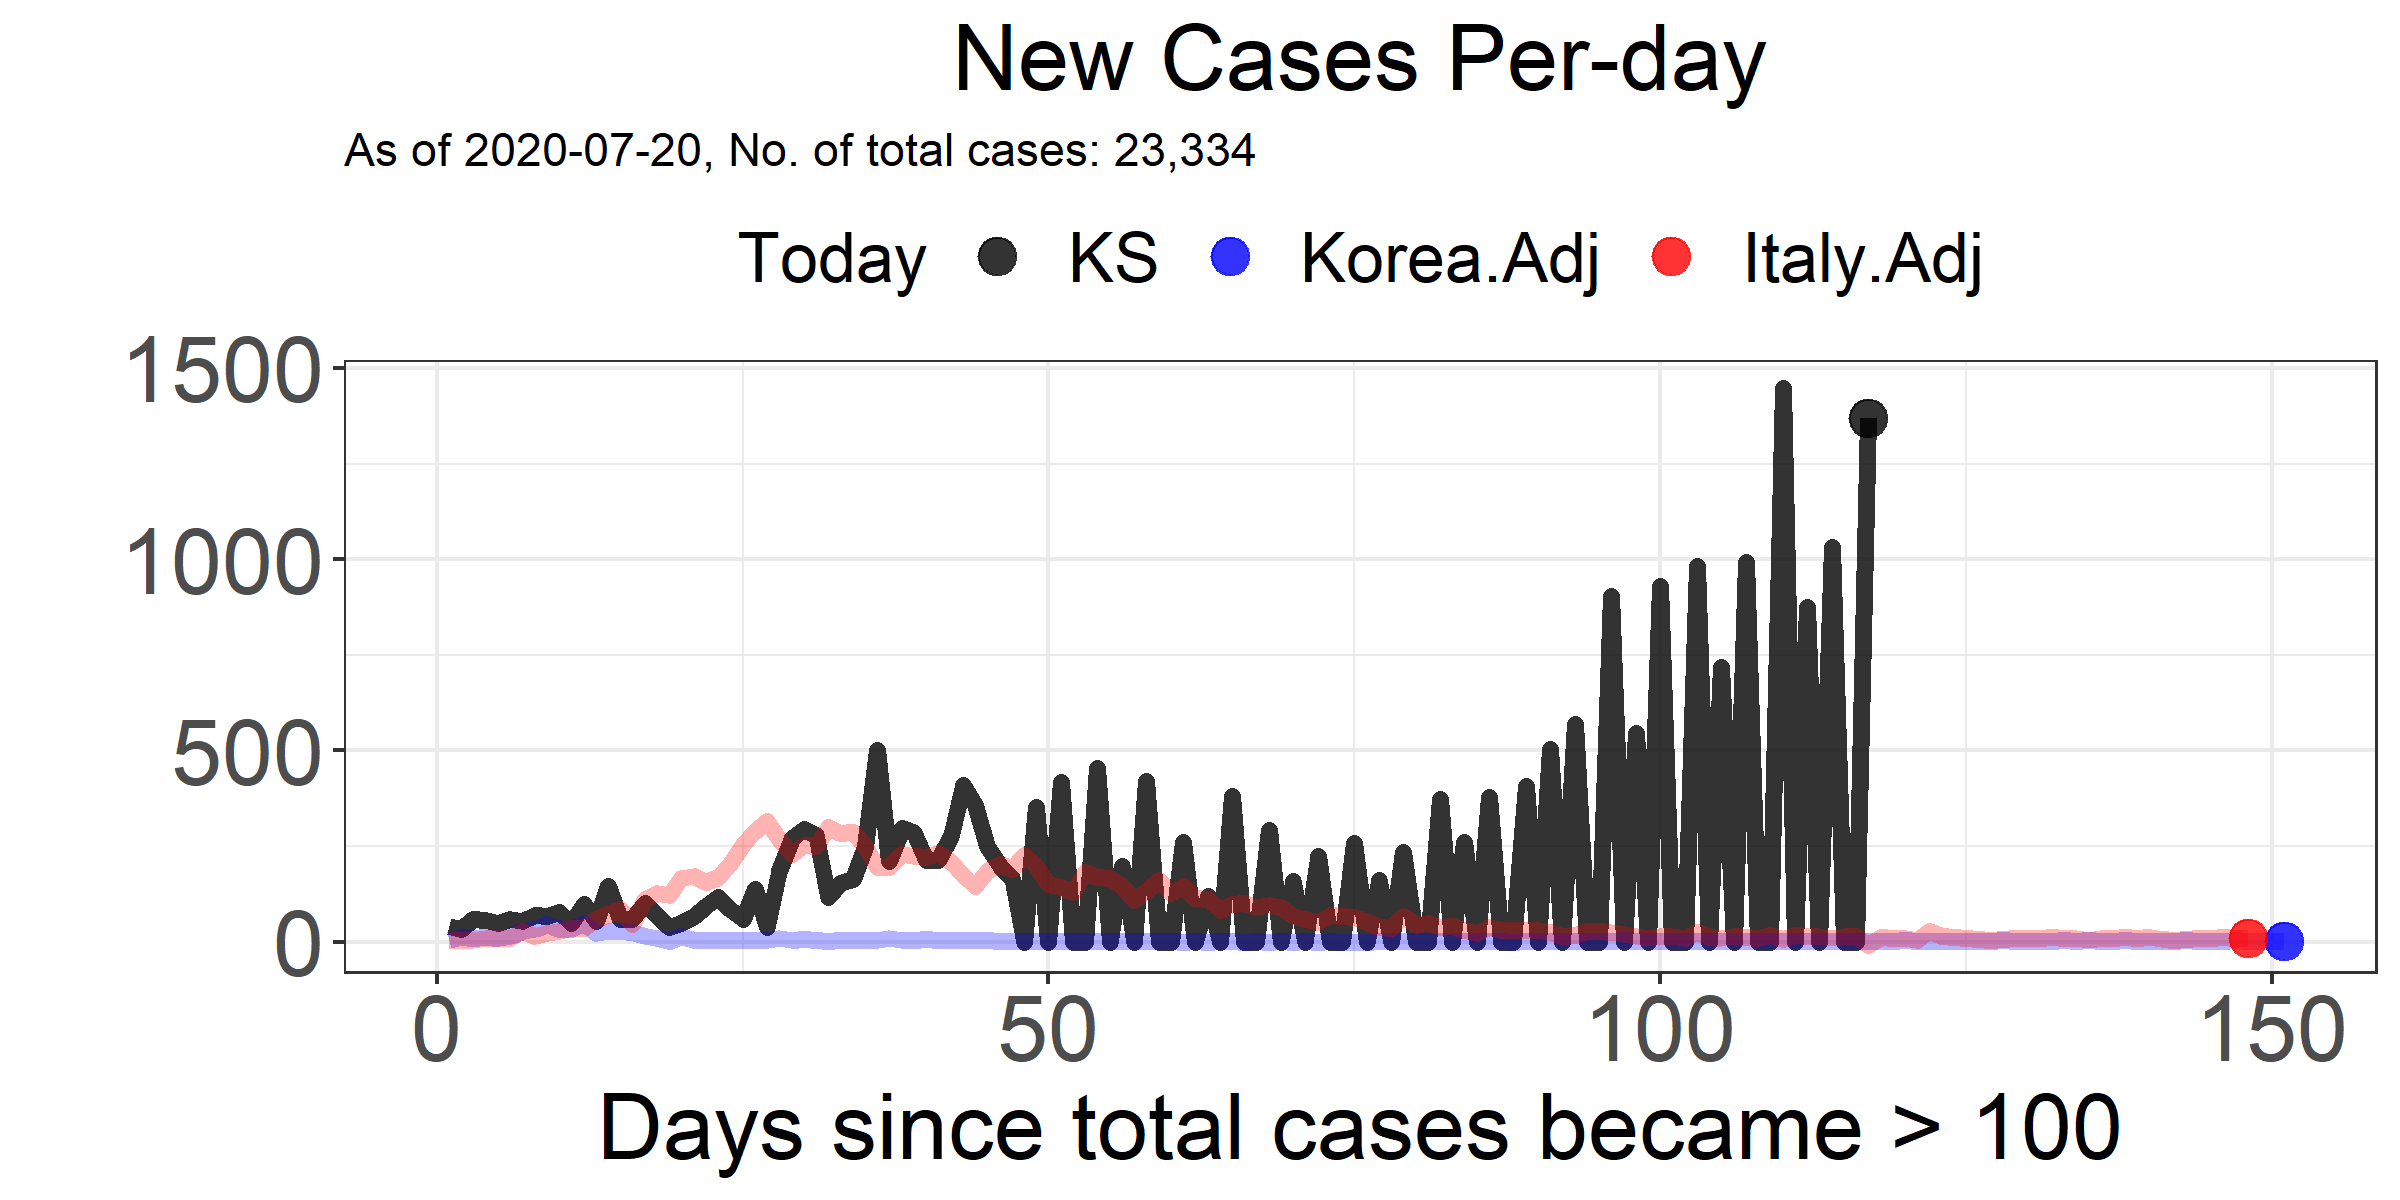 New Cases Per-day
As of 2020-07-20, No. of total cases: 23,334
Today KS Korea.Adj Italy.Adj
1500
1000
500
0
0 50 100 150
Days since total cases became > 100